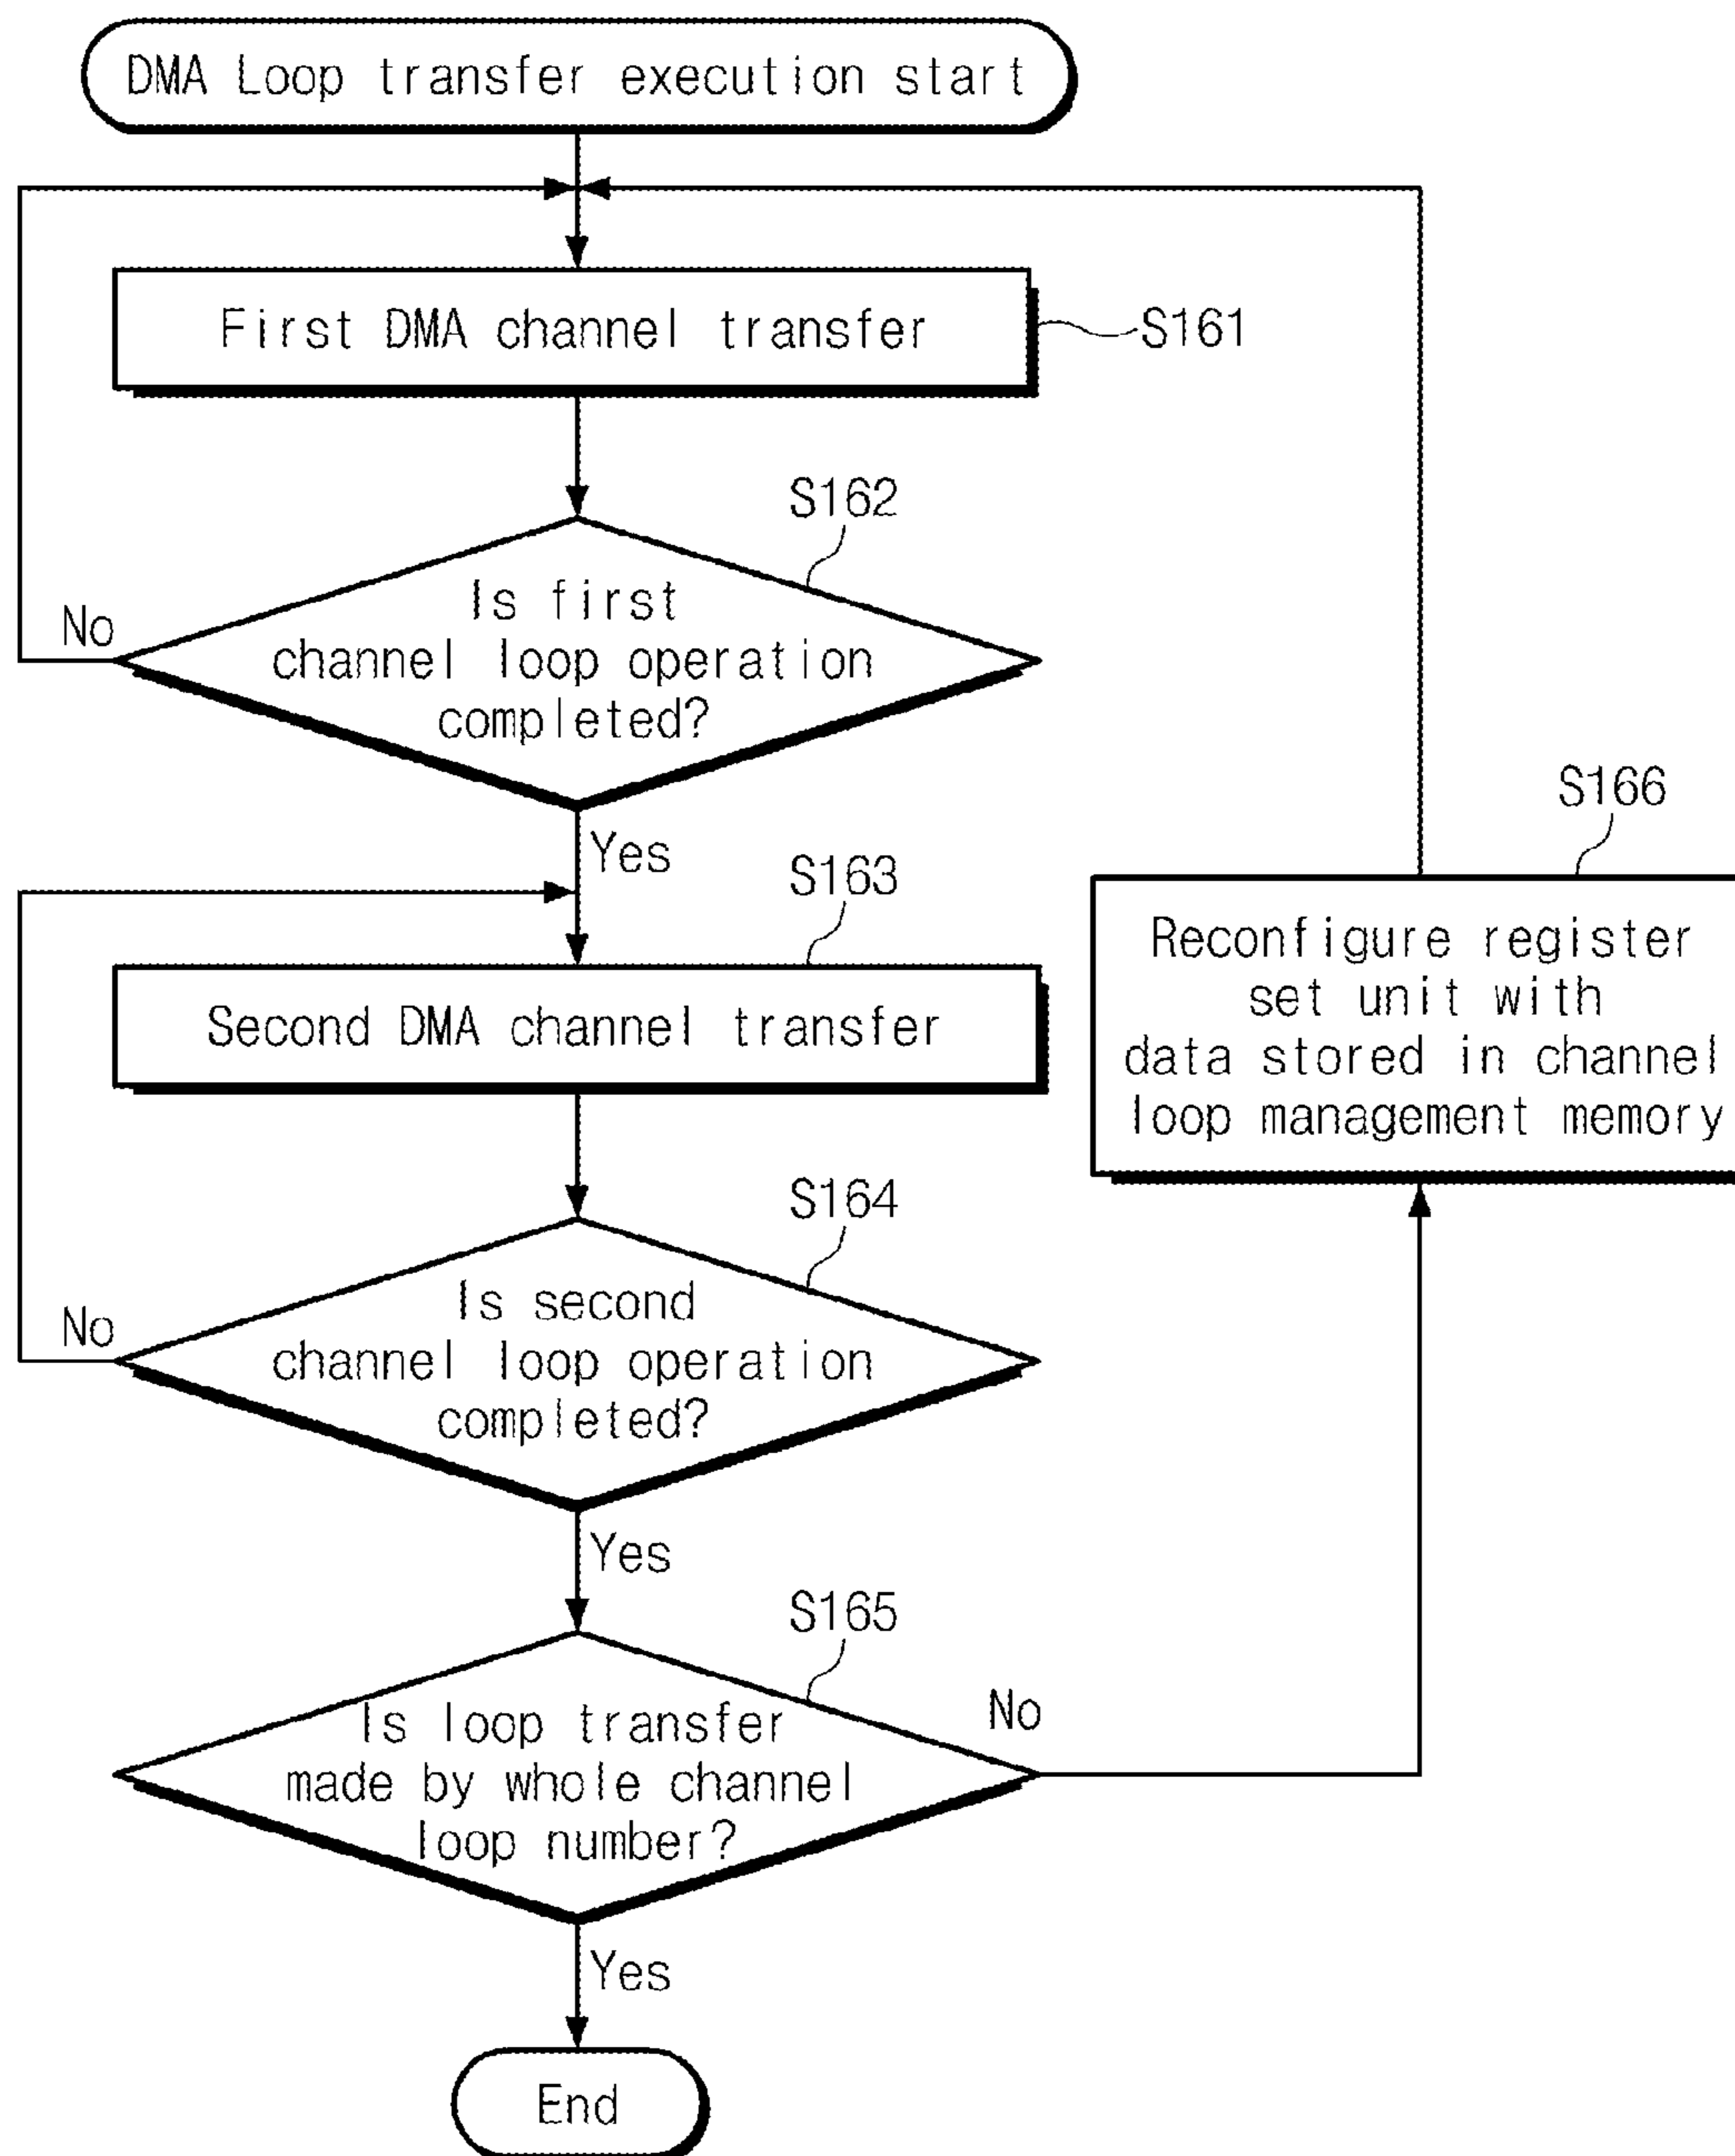 DMA Loop transfer execution start
First DMA channel transfer
S161
S162
Is first
channel loop operation
completed?
No
Yes
S163
Second DMA channel transfer
S164
Is second
channel loop operation
completed?
No
Yes
S165
Is loop transfer
made by whole channel
loop number?
No
S166
Reconfigure register
set unit with
data stored in channel
loop management memory
Yes
End